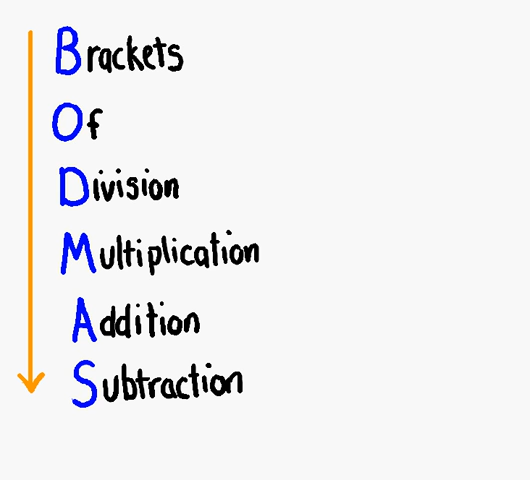 Brackets
Of
Division
Multiplication
Addition
Subtraction